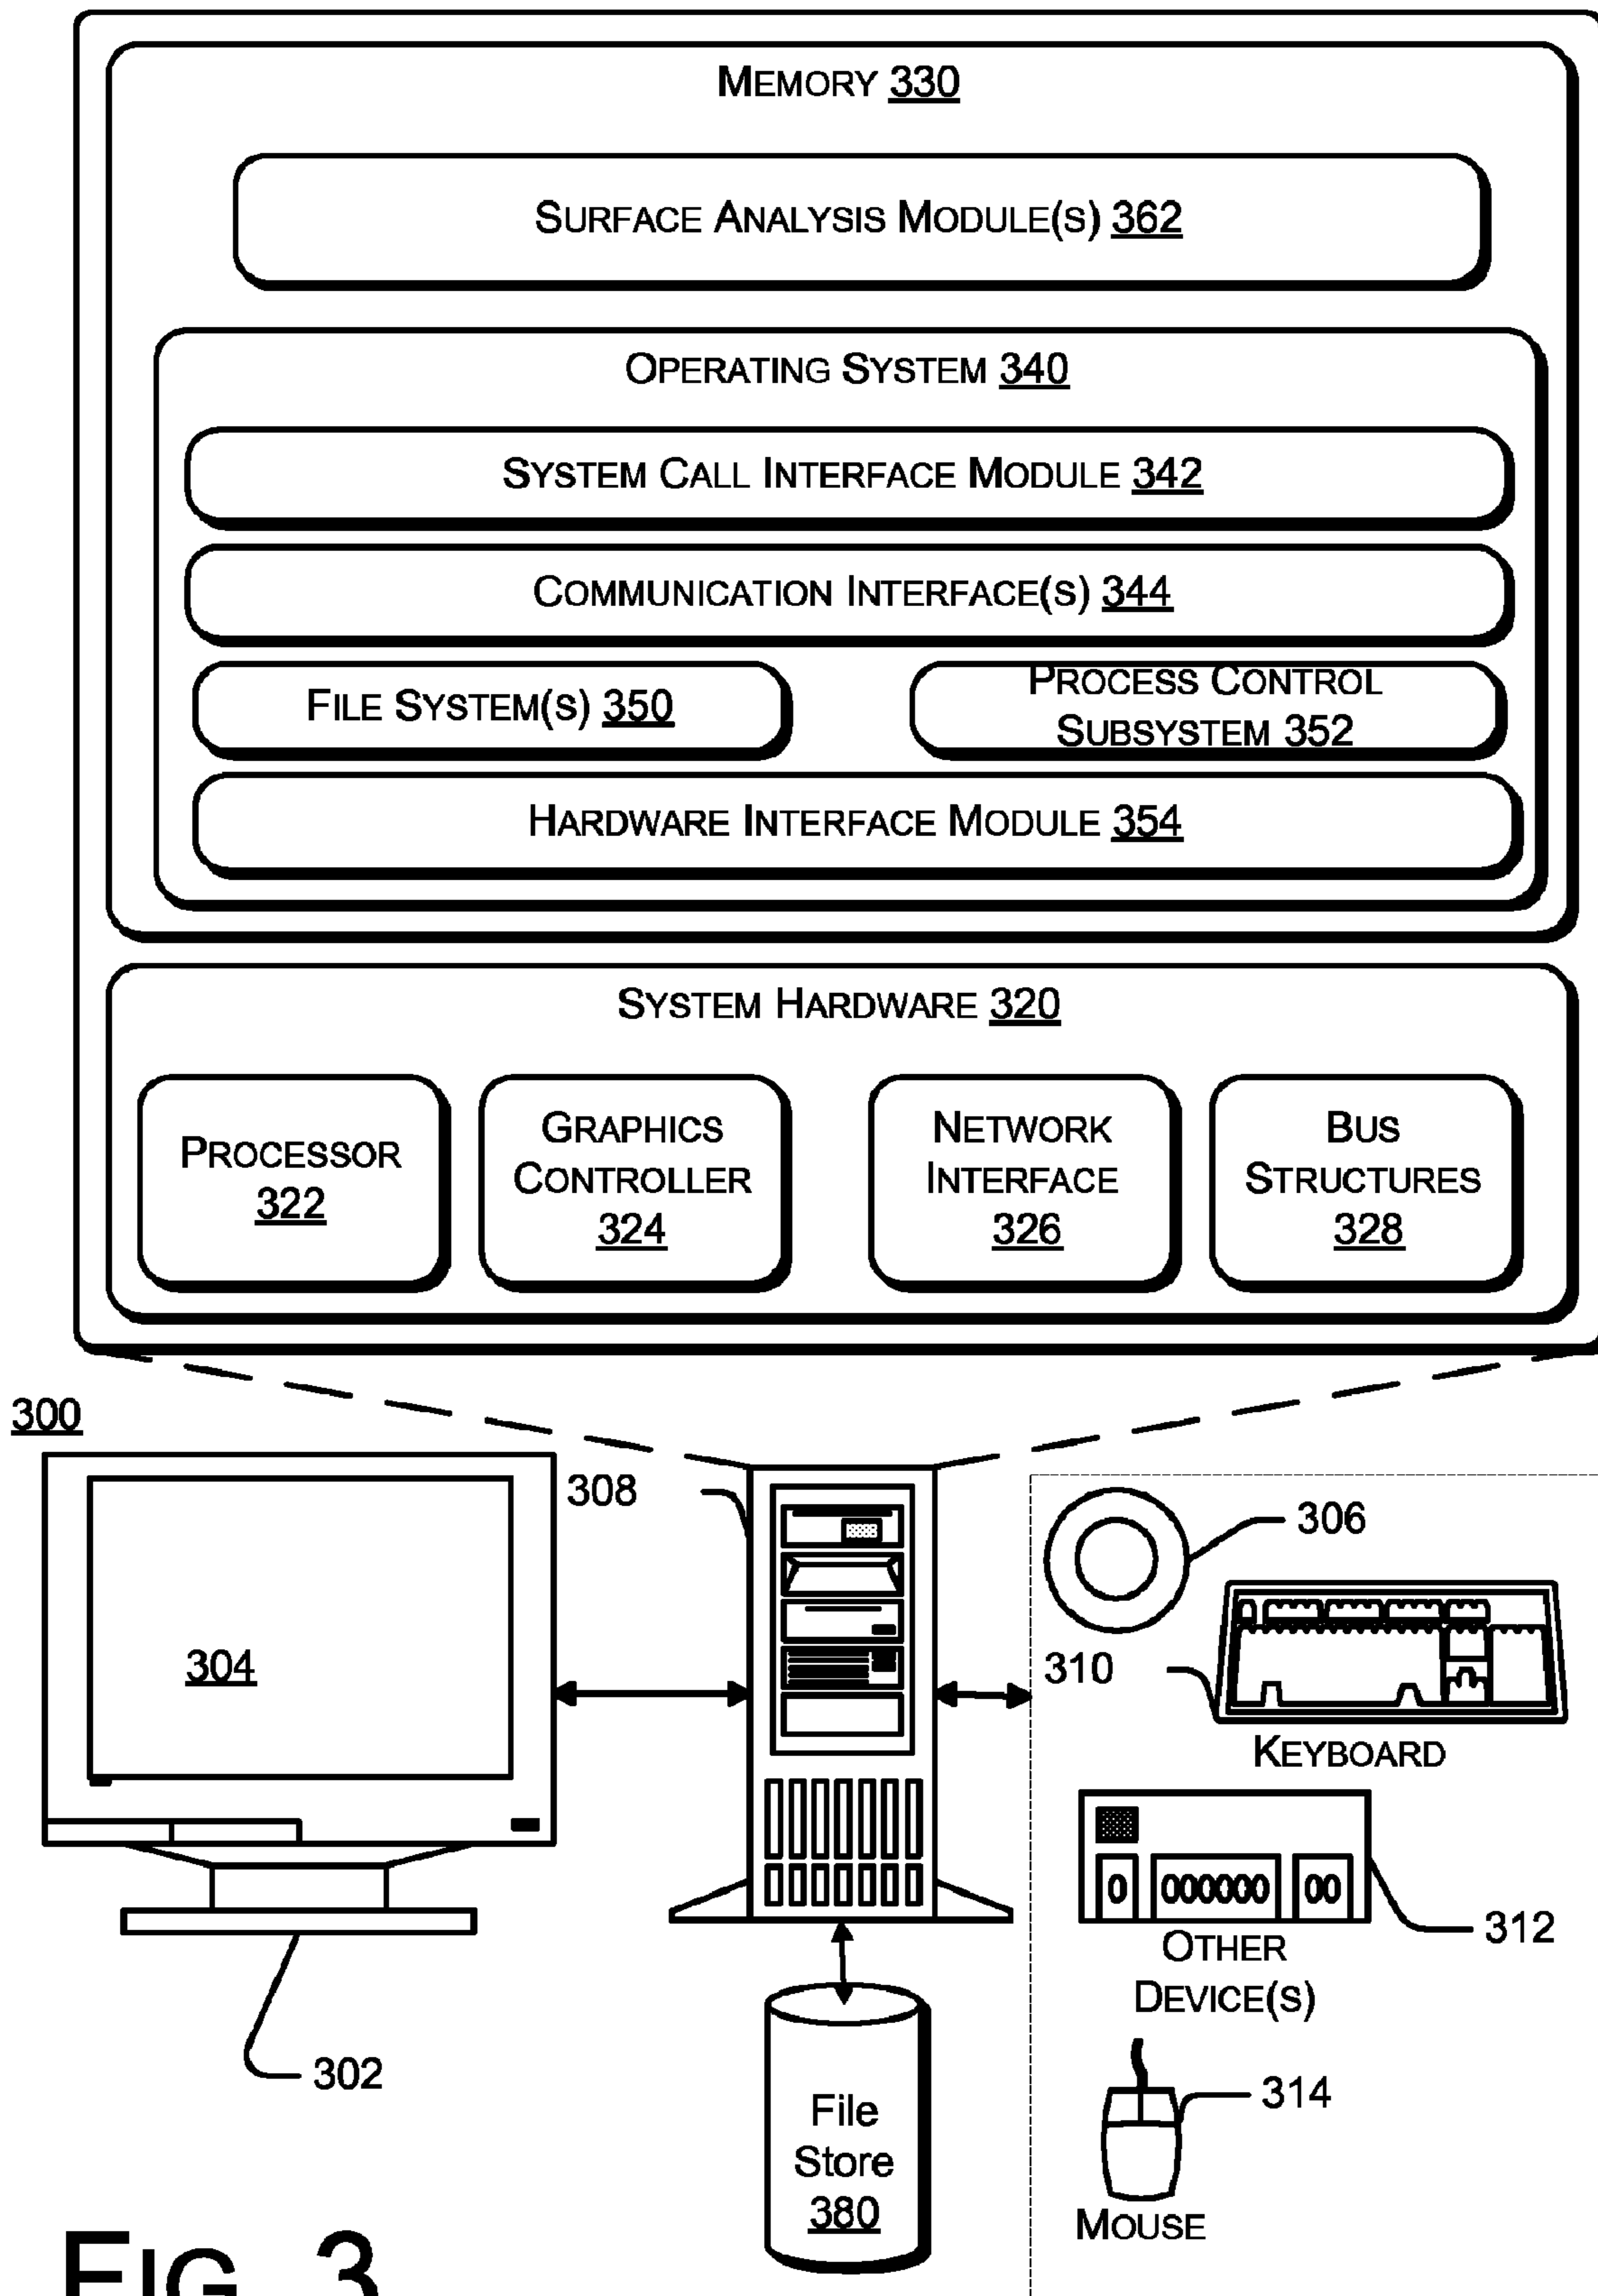 MEMORY 330
SURFACE ANALYSIS MODULE(S) 362
OPERATING SYSTEM 340
SYSTEM CALL INTERFACE MODULE 342
COMMUNICATION INTERFACE(S) 344
FILE SYSTEM(S) 350
PROCESS CONTROL
SUBSYSTEM 352
HARDWARE INTERFACE MODULE 354
SYSTEM HARDWARE 320
PROCESSOR
322
GRAPHICS
CONTROLLER
324
NETWORK
INTERFACE
326
BUS
STRUCTURES
328
300
308
306
304
310
KEYBOARD
312
OTHER
DEVICE(S)
302
314
File
Store
380
MOUSE
FIG. 3